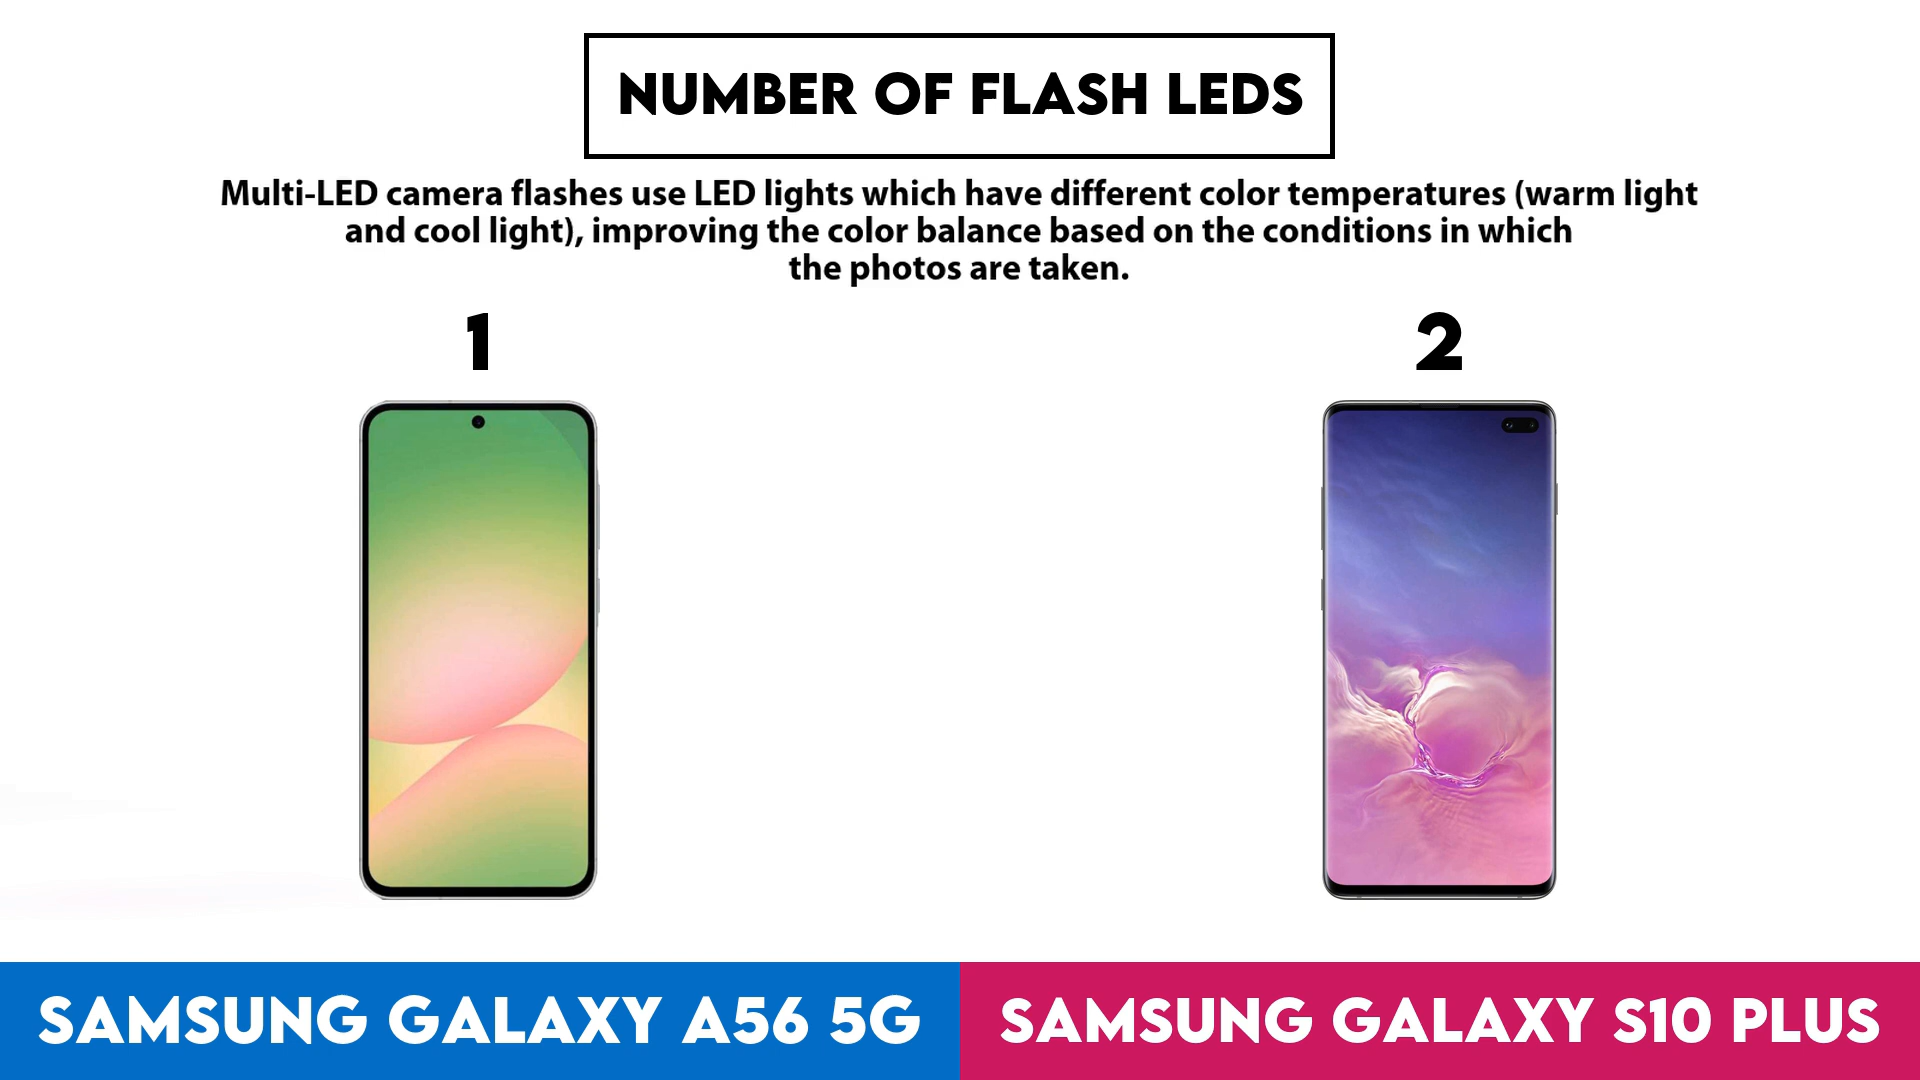 NUMBER OF FLASH LEDS
Multi-LED camera flashes use LED lights which have different color temperatures (warm light
and cool light), improving the color balance based on the conditions in which
the photos are taken.
1
2
SAMSUNG GALAXY A56 5G
SAMSUNG GALAXY S10 PLUS